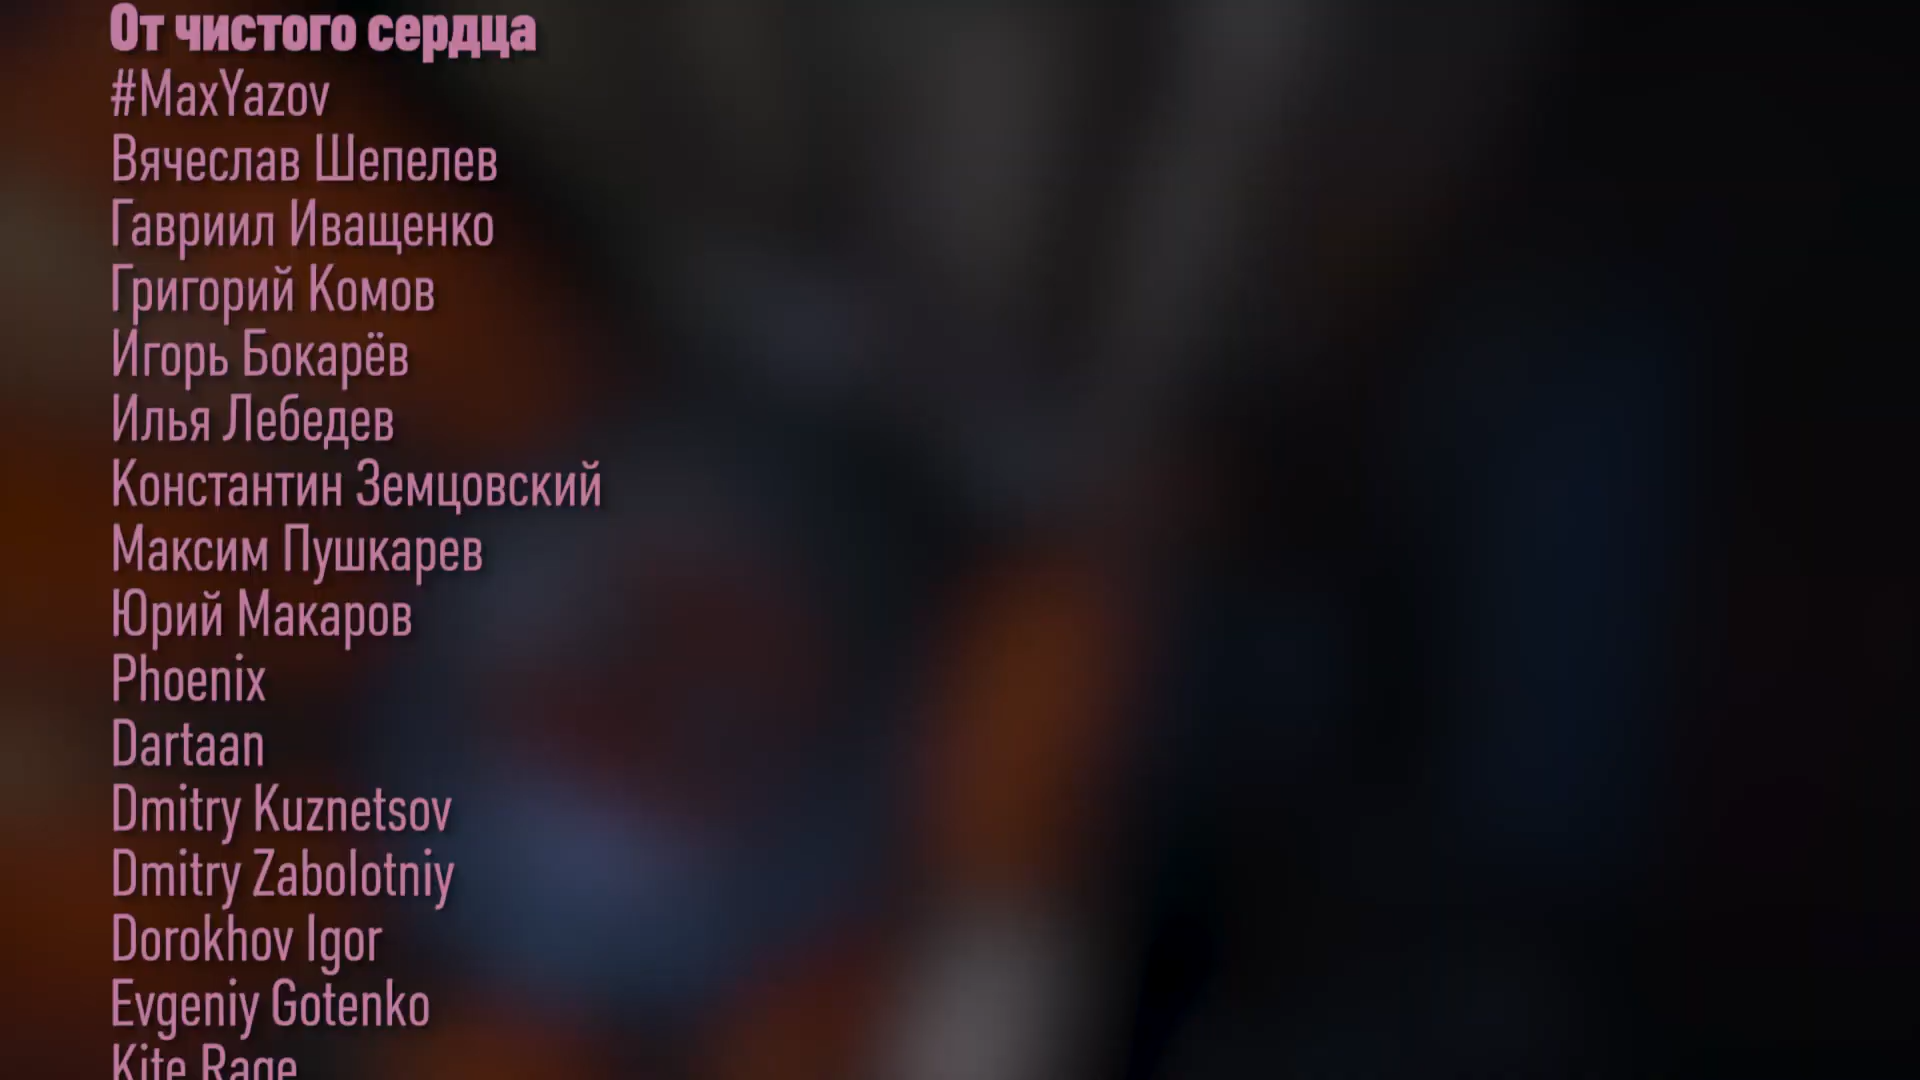 От чистого сердца
#MaxYazov
Вячеслав Шепелев
Гавриил Иващенко
Григорий Комов
Игорь Бокарёв
Илья Лебедев
Константин Земцовский
Максим Пушкарев
Юрий Макаров
Phoenix
Dartaan
Dmitry Kuznetsov
Dmitry Zabolotniy
Dorokhov Igor
Evgeniy Gotenko
Kite Rage